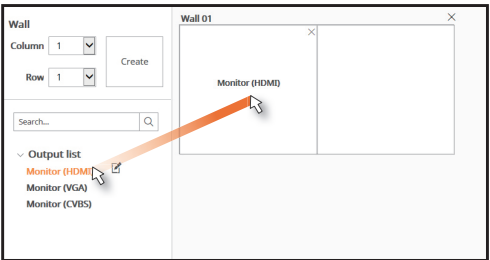 Wall
Column 1
Row 1
Create
Search...
Output list
Monitor (HDMI)
Monitor (VGA)
Monitor (CVBS)
Wall 01
Monitor (HDMI)